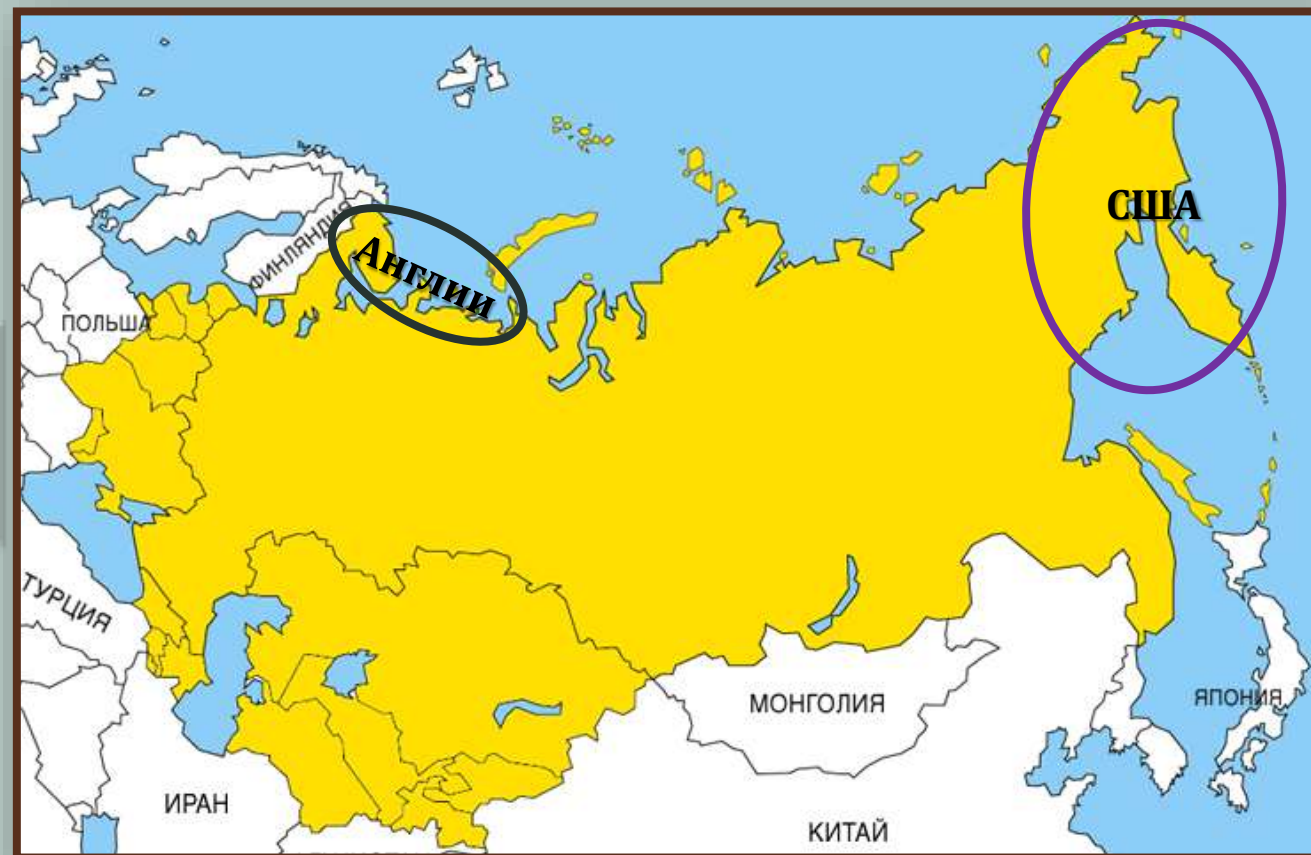 США
Англии
ФИНЛЯНДИЯ
ПОЛЬША
ТУРЦИЯ
МОНГОЛИЯ
ЯПОНИЯ
ИРАН
КИТАЙ